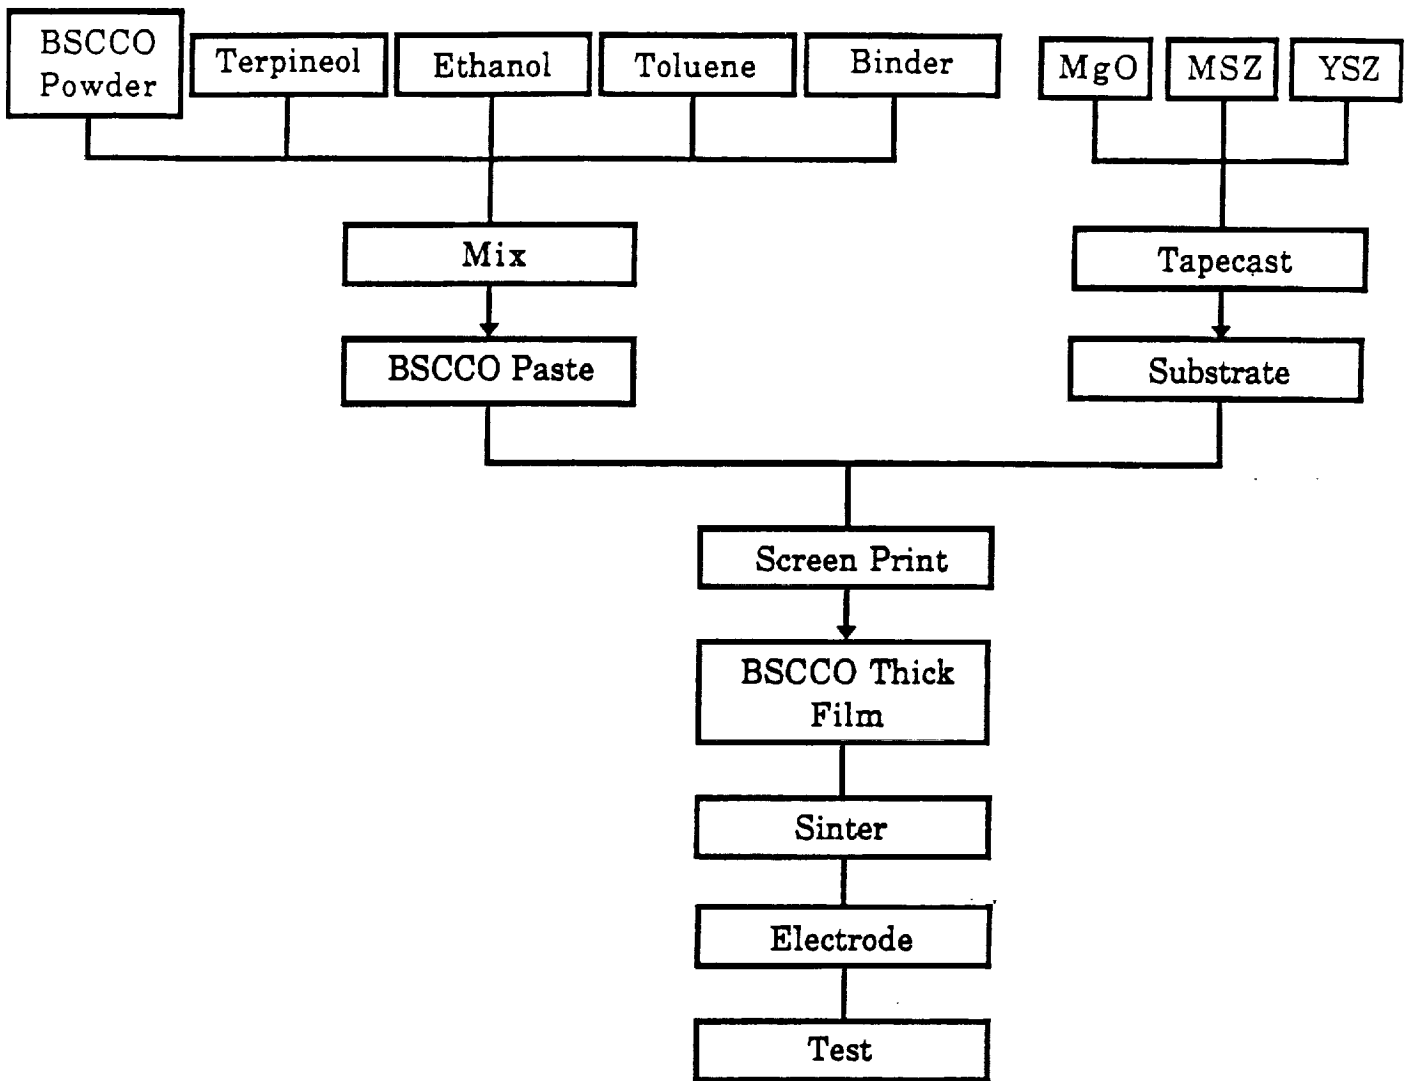 BSCCO
Powder
Terpineol
Ethanol
Toluene
Binder
MgO
MSZ
YSZ
Mix
Tapecast
BSCCO Paste
Substrate
Screen Print
BSCCO Thick
Film
Sinter
Electrode
Test